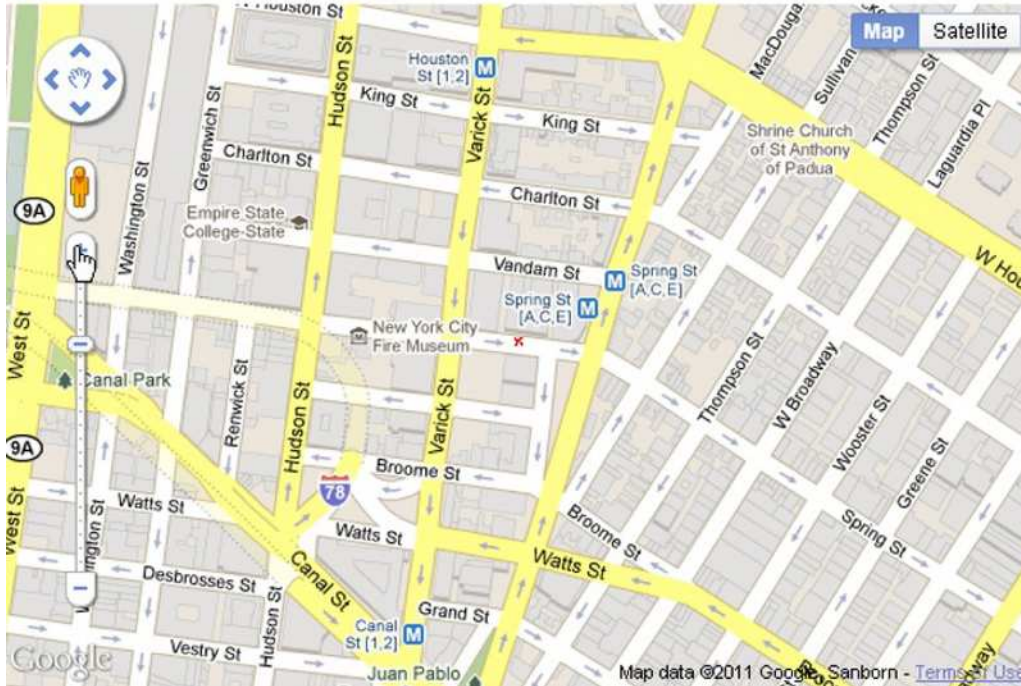 W Houston St
Map
Satellite
Houston
St [1,2]
M
MacDougal
Sullivan
Thompson St
Laguardia Pl
King St
King St
Hudson St
Varick St
Greenwich St
Charlton St
Charlton St
Shrine Church
of St Anthony
of Padua
Washington St
9A
Empire State
College-State
Vandam St
M
Spring St
[A,C,E]
Spring St
[A,C,E]
M
W Hou
New York City
Fire Museum
West St
Canal Park
Renwick St
Hudson St
Varick St
Thompson St
W Broadway
Wooster St
Greene St
9A
Broome St
78
West St
Watts St
Watts St
Broome St
Spring St
Watts St
Canal St
Desbrosses St
Hudson St
Grand St
Canal
St [1,2]
M
Vestry St
Google
Juan Pablo
Map data ©2011 Google, Sanborn - Terms of Use